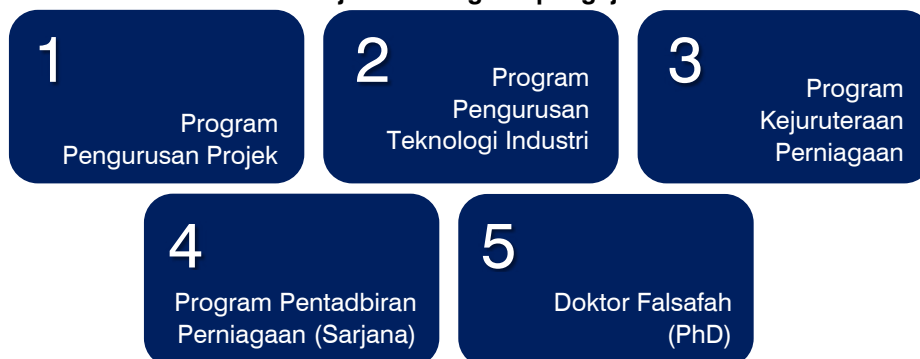 1
Program
Pengurusan Projek
2
Program
Pengurusan
Teknologi Industri
3
Program
Kejuruteraan
Perniagaan
4
Program Pentadbiran
Perniagaan (Sarjana)
5
Doktor Falsafah
(PhD)